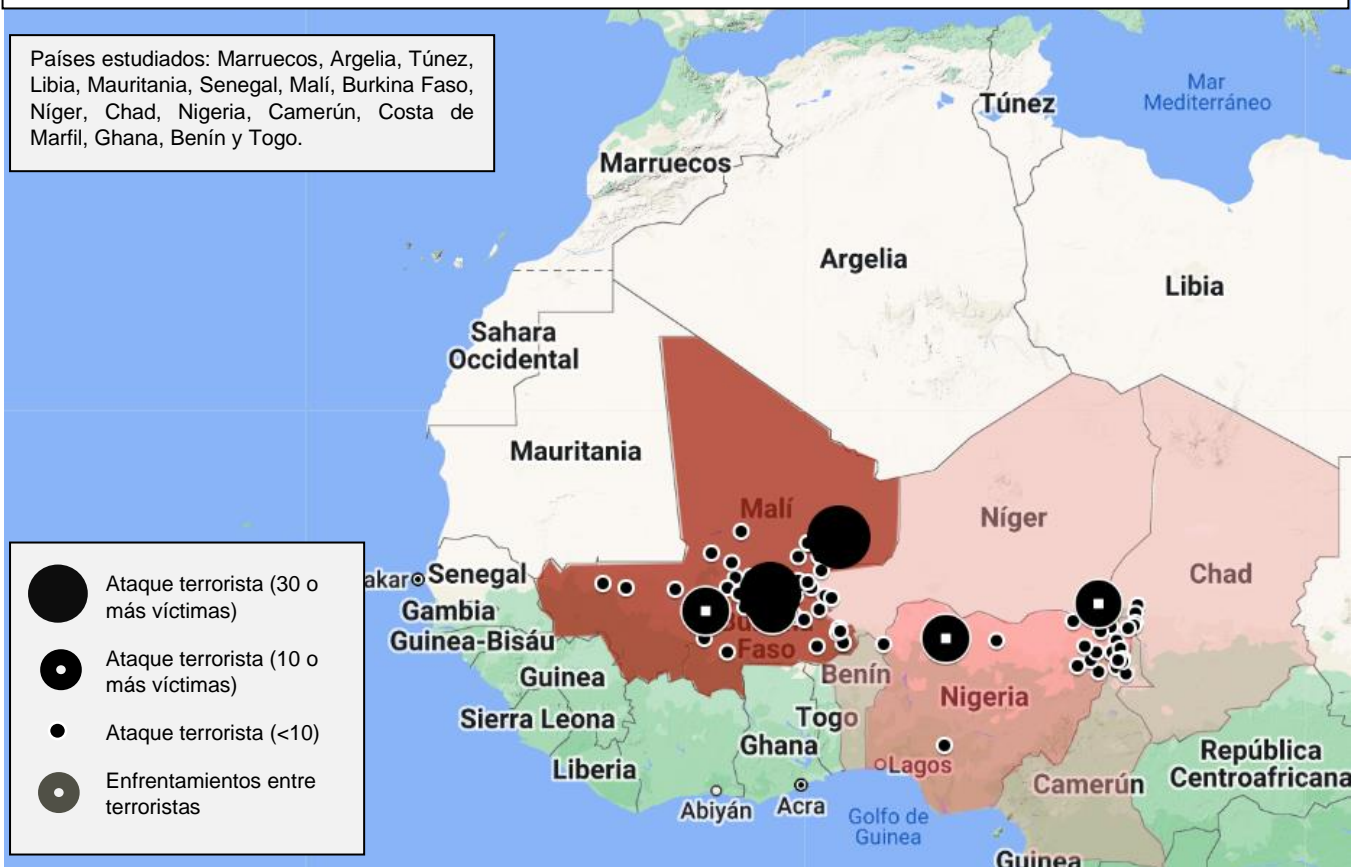 Países estudiados: Marruecos, Argelia, Túnez,
Libia, Mauritania, Senegal, Malí, Burkina Faso,
Níger, Chad, Nigeria, Camerún, Costa de
Marfil, Ghana, Benín y Togo.
Mar
Mediterráneo
Túnez
Marruecos
Argelia
Libia
Sahara
Occidental
Mauritania
Malí
Níger
Chad
akar
Senegal
Gambia
Guinea-Bisáu
Faso
Benín
Guinea
Nigeria
Sierra Leona
Togo
Ghana
Liberia
Lagos
República
Centroafricana
Camerún
Abiyán
Acra
Golfo de
Guinea
Guinea
Ataque terrorista (30 o
más víctimas)
Ataque terrorista (10 o
más víctimas)
Ataque terrorista (<10)
Enfrentamientos entre
terroristas